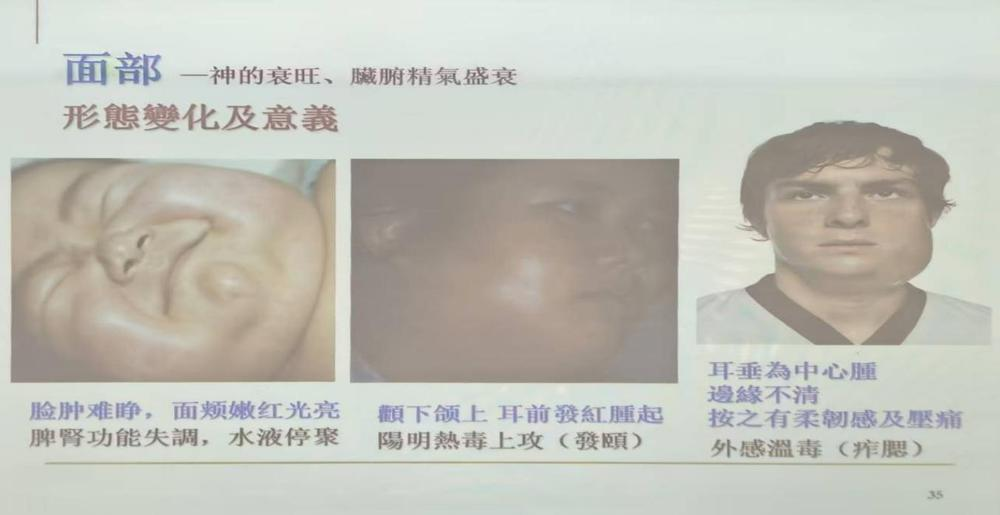 面部 —神的衰旺、臟腑精氣盛衰
形態變化及意義
脸肿难睁，面颊嫩红光亮
脾腎功能失調，水液停聚
顴下颌上 耳前發紅腫起
陽明熱毒上攻（發頤）
耳垂為中心腫
邊緣不清
按之有柔韌感及壓痛
外感溫毒（痄腮）
35